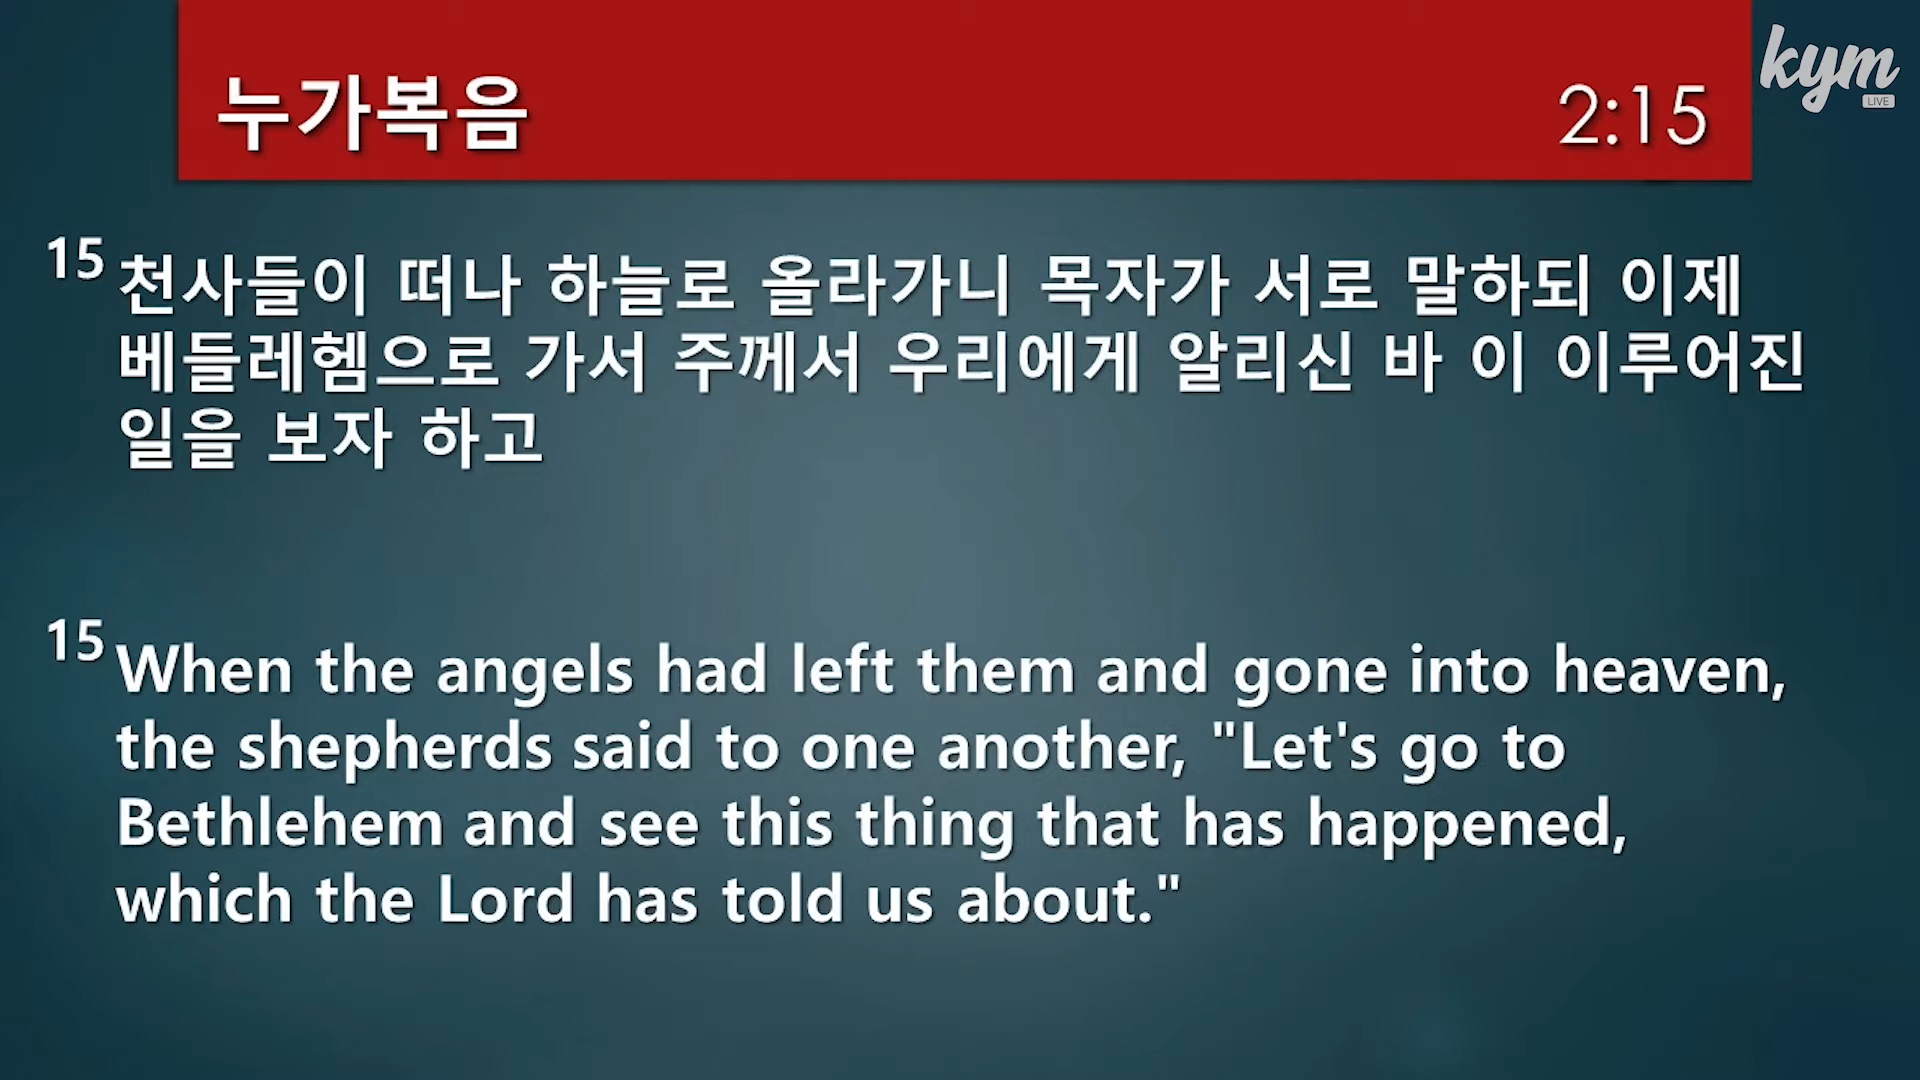 누가복음
2:15
kym
LIVE
15 천사들이 떠나 하늘로 올라가니 목자가 서로 말하되 이제
베들레헴으로 가서 주께서 우리에게 알리신 바 이 이루어진
일을 보자 하고
15 When the angels had left them and gone into heaven,
the shepherds said to one another, "Let's go to
Bethlehem and see this thing that has happened,
which the Lord has told us about."